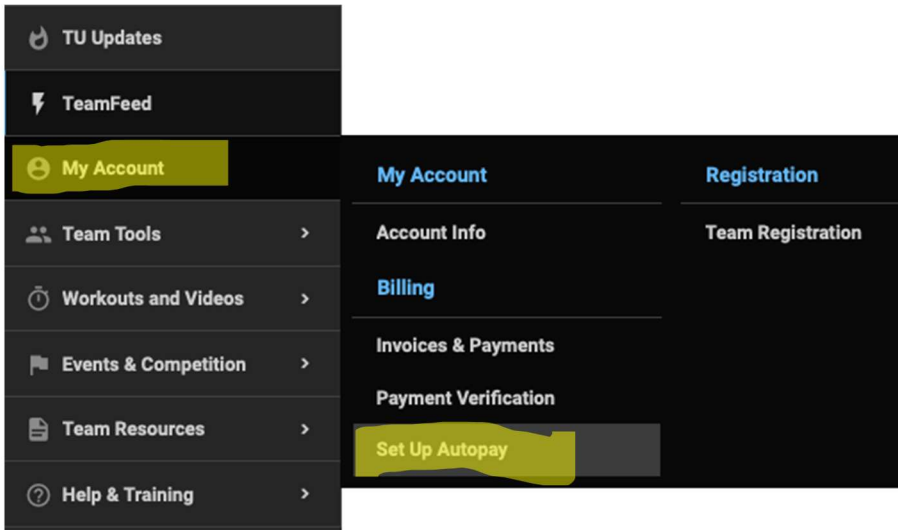 TU Updates
TeamFeed
My Account
Team Tools
Workouts and Videos
Events & Competition
Team Resources
Help & Training
My Account
Account Info
Billing
Invoices & Payments
Payment Verification
Set Up Autopay
Registration
Team Registration